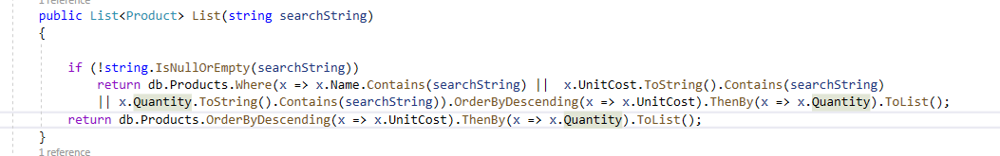 1 reference
public List<Product> List(string searchString)
{
if (!string.IsNullOrEmpty(searchString))
return db.Products.Where(x => x.Name.Contains(searchString) || x.UnitCost.ToString().Contains(searchString)
|| x.Quantity.ToString().Contains(searchString)).OrderByDescending(x => x.UnitCost).ThenBy(x => x.Quantity).ToList();
return db.Products.OrderByDescending(x => x.UnitCost).ThenBy(x => x.Quantity).ToList();
}
1 reference